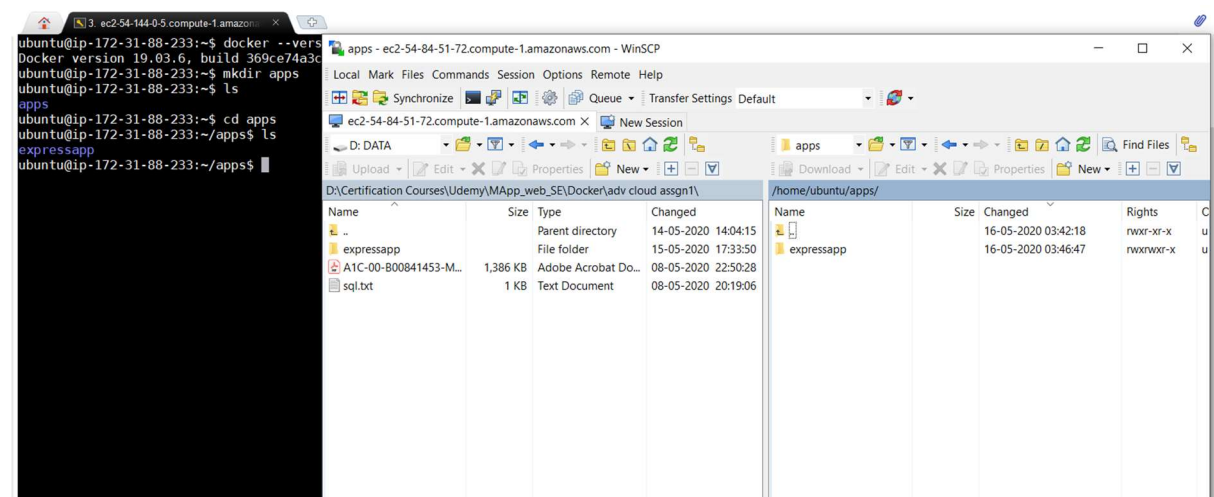 3. ec2-54-144-0-5.compute-1.amazon
ubuntu@ip-172-31-88-233:~$ docker --vers
Docker version 19.03.6, build 369ce74a3c
ubuntu@ip-172-31-88-233:~$ mkdir apps
ubuntu@ip-172-31-88-233:~$ ls
apps
ubuntu@ip-172-31-88-233:~$ cd apps
ubuntu@ip-172-31-88-233:~/apps$ ls
expressapp
ubuntu@ip-172-31-88-233:~/apps$
apps - ec2-54-84-51-72.compute-1.amazonaws.com - WinSCP
Local Mark Files Commands Session Options Remote Help
Synchronize Queue Transfer Settings Default
ec2-54-84-51-72.compute-1.amazonaws.com × New Session
D: DATA
Upload Edit Properties New
D:\Certification Courses\Udemy\MApp_web_SE\Docker\adv cloud assgn1\
Name Size Type Changed
.. Parent directory 14-05-2020 14:04:15
expressapp File folder 15-05-2020 17:33:50
A1C-00-B00841453-M... 1,386 KB Adobe Acrobat Do... 08-05-2020 22:50:28
sql.txt 1 KB Text Document 08-05-2020 20:19:06
apps Find Files
Download Edit Properties New
/home/ubuntu/apps/
Name Size Changed Rights
.. 16-05-2020 03:42:18 rwxr-xr-x u
expressapp 16-05-2020 03:46:47 rwxrwxr-x u